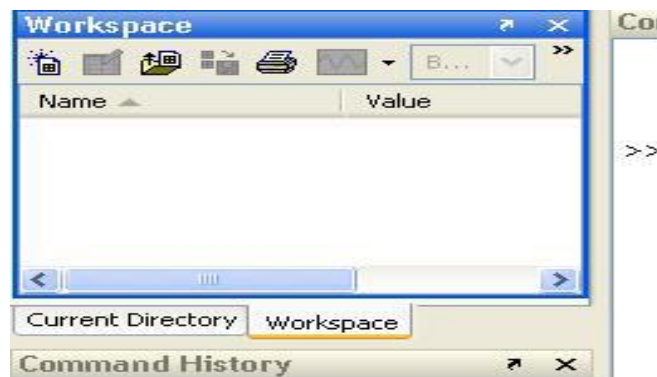 Workspace
B...
Name Value
Current Directory Workspace
Command History
Co
>>